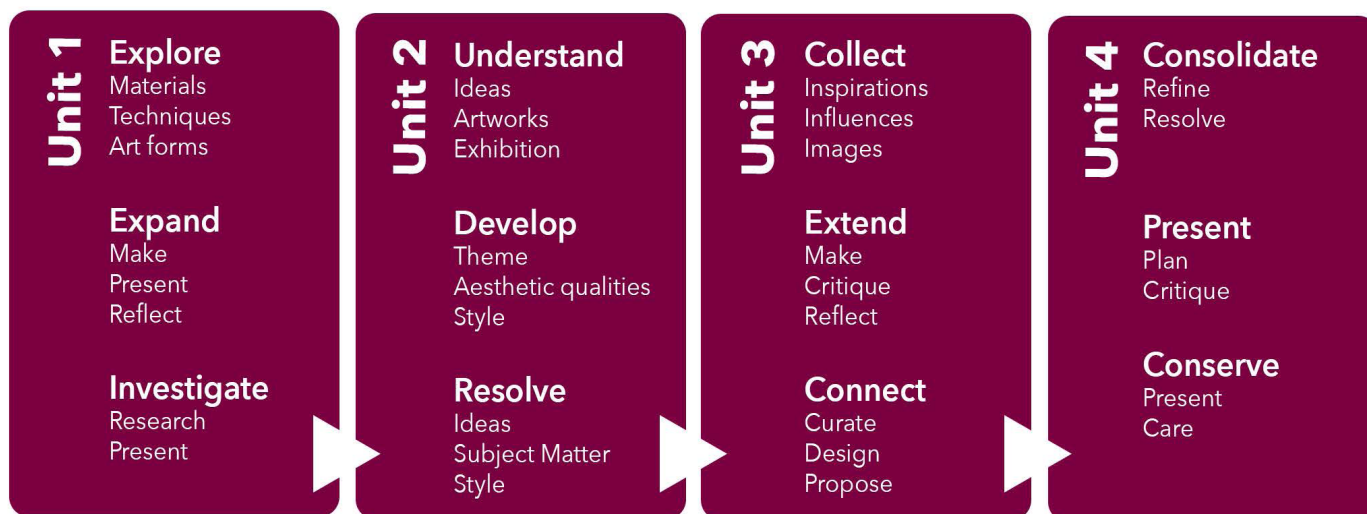 Unit 1
Explore
Materials
Techniques
Art forms
Expand
Make
Present
Reflect
Investigate
Research
Present
Unit 2
Understand
Ideas
Artworks
Exhibition
Develop
Theme
Aesthetic qualities
Style
Resolve
Ideas
Subject Matter
Style
Unit 3
Collect
Inspirations
Influences
Images
Extend
Make
Critique
Reflect
Connect
Curate
Design
Propose
Unit 4
Consolidate
Refine
Resolve
Present
Plan
Critique
Conserve
Present
Care